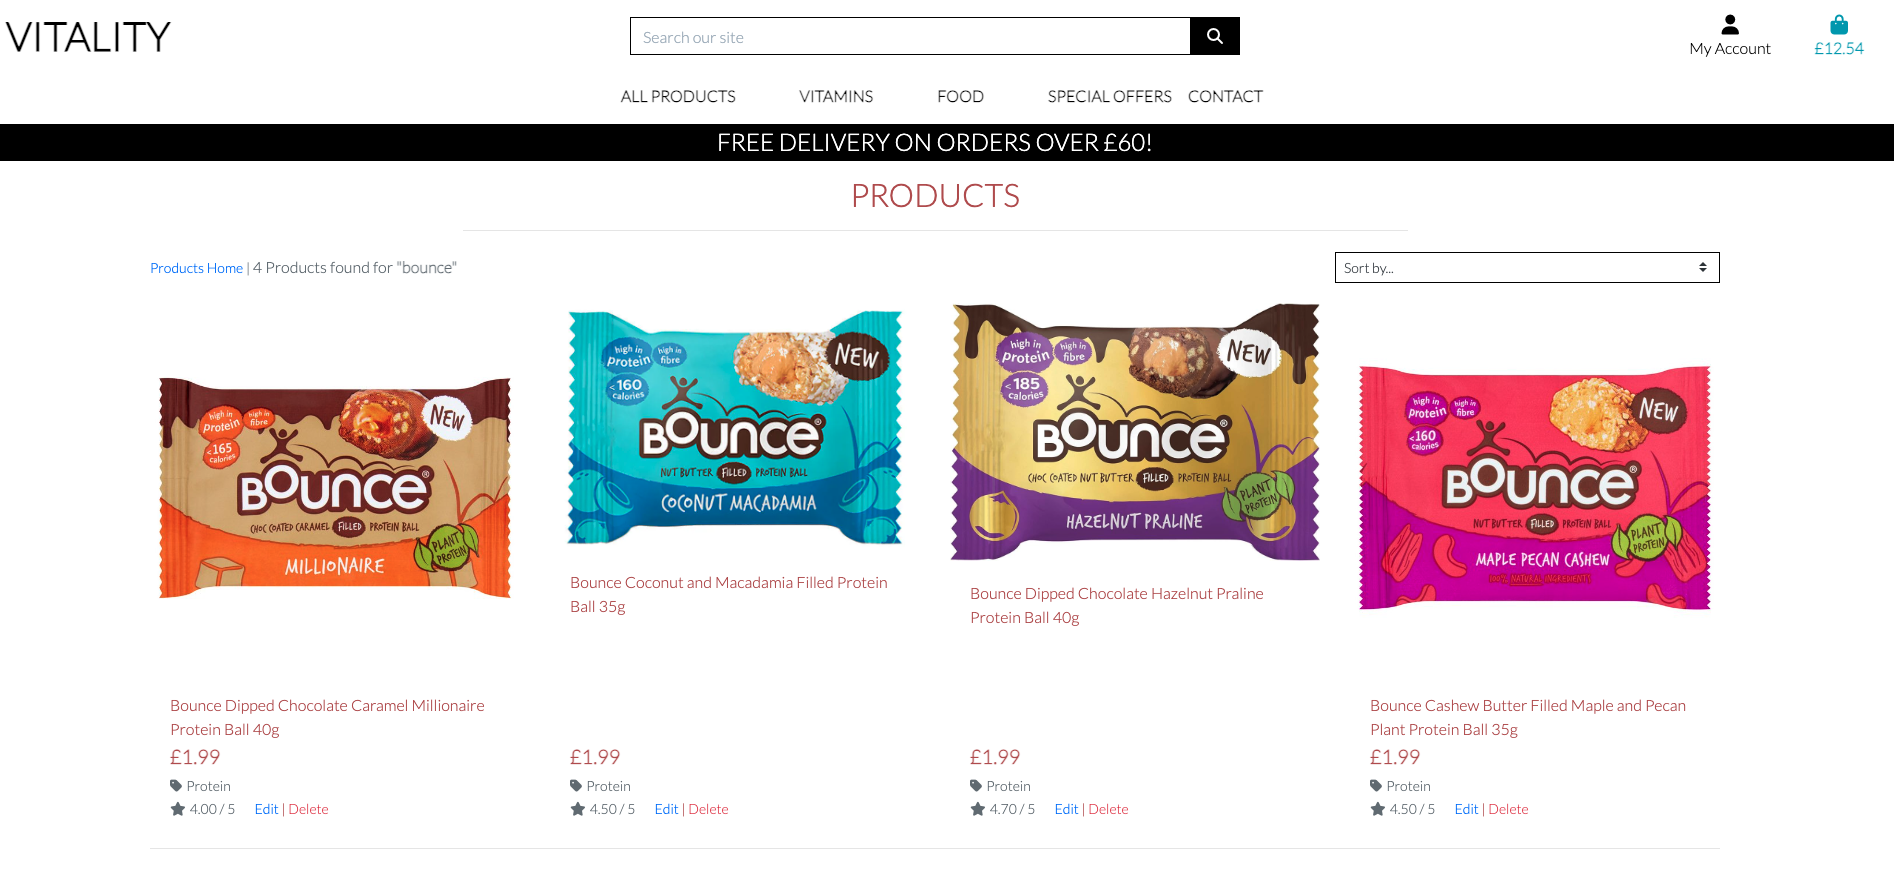 VITALITY
Search our site
My Account
£12.54
ALL PRODUCTS
VITAMINS
FOOD
SPECIAL OFFERS
CONTACT
FREE DELIVERY ON ORDERS OVER £60!
PRODUCTS
Products Home | 4 Products found for "bounce"
Sort by...
high in
protein
high in
fibre
<165
calories
NEW
BOUNCE®
CHOC COATED CARAMEL FILLED PROTEIN BALL
PLANT
PROTEIN
MILLIONAIRE
high in
protein
high in
fibre
<160
calories
NEW
BOUNCE®
NUT BUTTER FILLED PROTEIN BALL
COCONUT MACADAMIA
high in
protein
high in
fibre
<185
calories
NEW
BOUNCE®
CHOC COATED NUT BUTTER FILLED PROTEIN BALL
PLANT
PROTEIN
HAZELNUT PRALINE
high in
protein
high in
fibre
<160
calories
NEW
BOUNCE®
NUT BUTTER FILLED PROTEIN BALL
PLANT
PROTEIN
MAPLE PECAN CASHEW
100% NATURAL INGREDIENTS
Bounce Dipped Chocolate Caramel Millionaire
Protein Ball 40g
£1.99
Protein
4.00 / 5 Edit | Delete
Bounce Coconut and Macadamia Filled Protein
Ball 35g
£1.99
Protein
4.50 / 5 Edit | Delete
Bounce Dipped Chocolate Hazelnut Praline
Protein Ball 40g
£1.99
Protein
4.70 / 5 Edit | Delete
Bounce Cashew Butter Filled Maple and Pecan
Plant Protein Ball 35g
£1.99
Protein
4.50 / 5 Edit | Delete